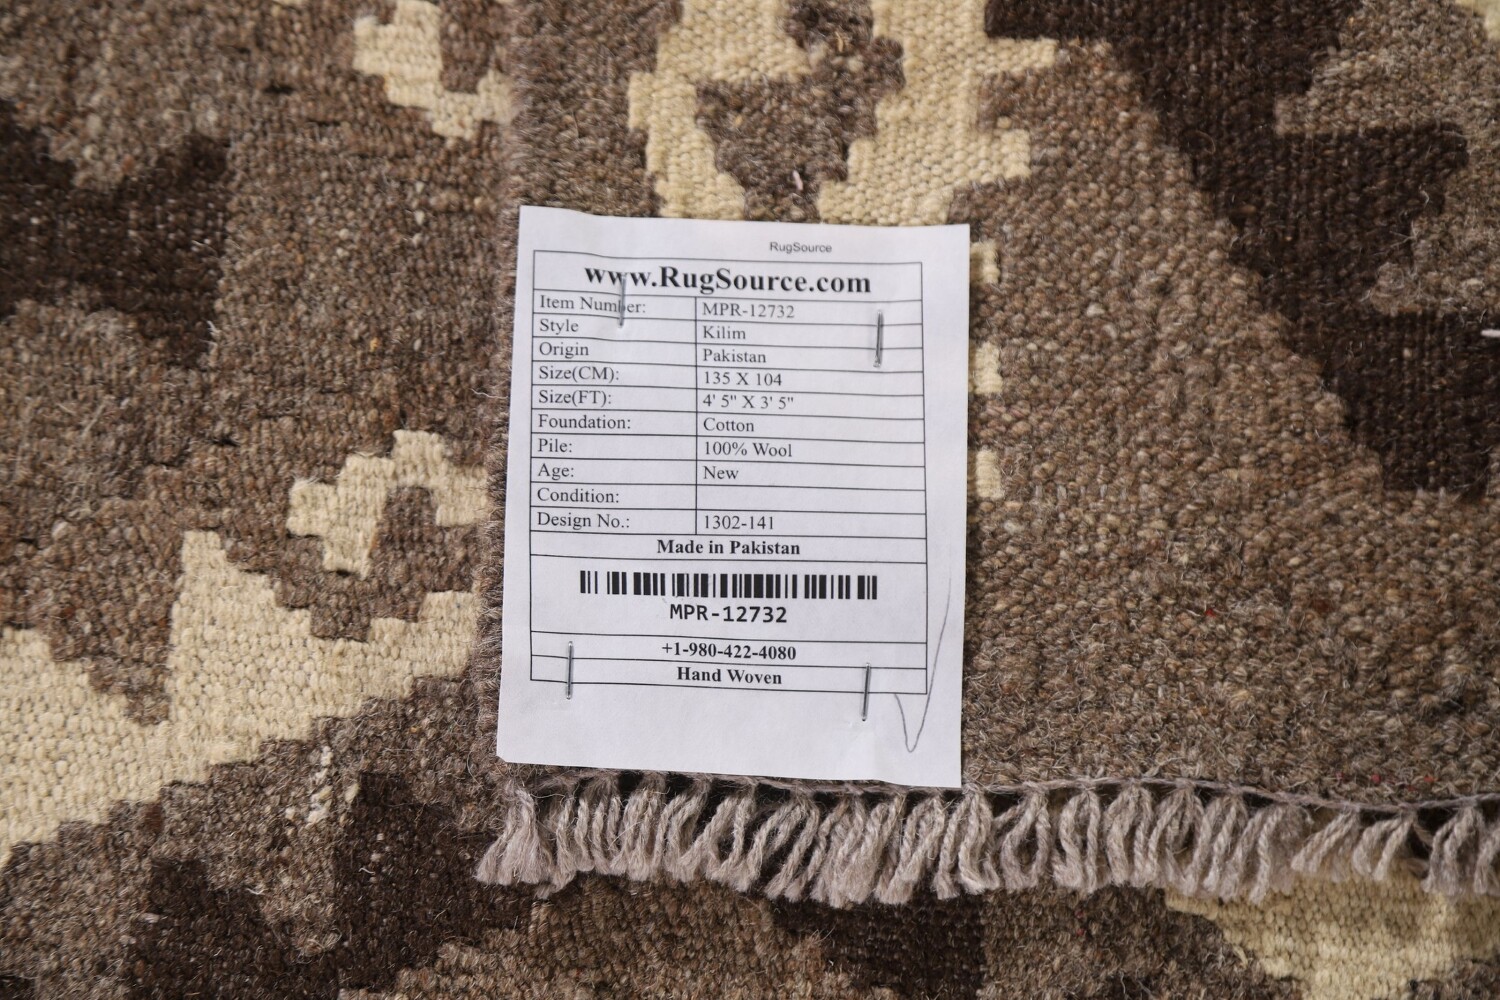 RugSource
www.RugSource.com
Item Number: MPR-12732
Style Kilim
Origin Pakistan
Size(CM): 135 X 104
Size(FT): 4' 5" X 3' 5"
Foundation: Cotton
Pile: 100% Wool
Age: New
Condition:
Design No.: 1302-141
Made in Pakistan
MPR-12732
+1-980-422-4080
Hand Woven